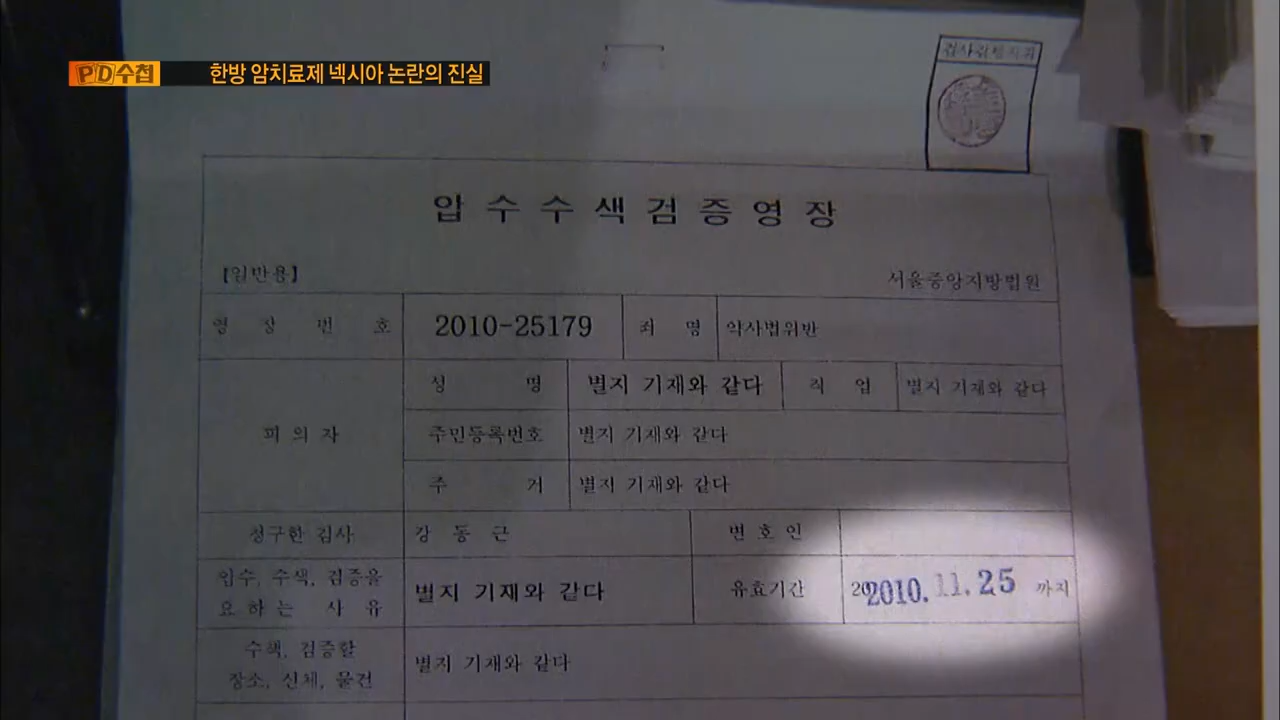 PD수첩 한방 암치료제 넥시아 논란의 진실
압수수색검증영장
【일반용】 서울중앙지방법원
영 장 번 호 2010-25179 죄 명 약사법위반
피 의 자 성 명 별지 기재와 같다 직 업 별지 기재와 같다
주민등록번호 별지 기재와 같다
주 거 별지 기재와 같다
청구한 검사 강 동 근 변 호 인
압수, 수색, 검증을
요 하 는 사 유 별지 기재와 같다 유효기간 2010. 11. 25 까지
수색, 검증할
장소, 신체, 물건 별지 기재와 같다